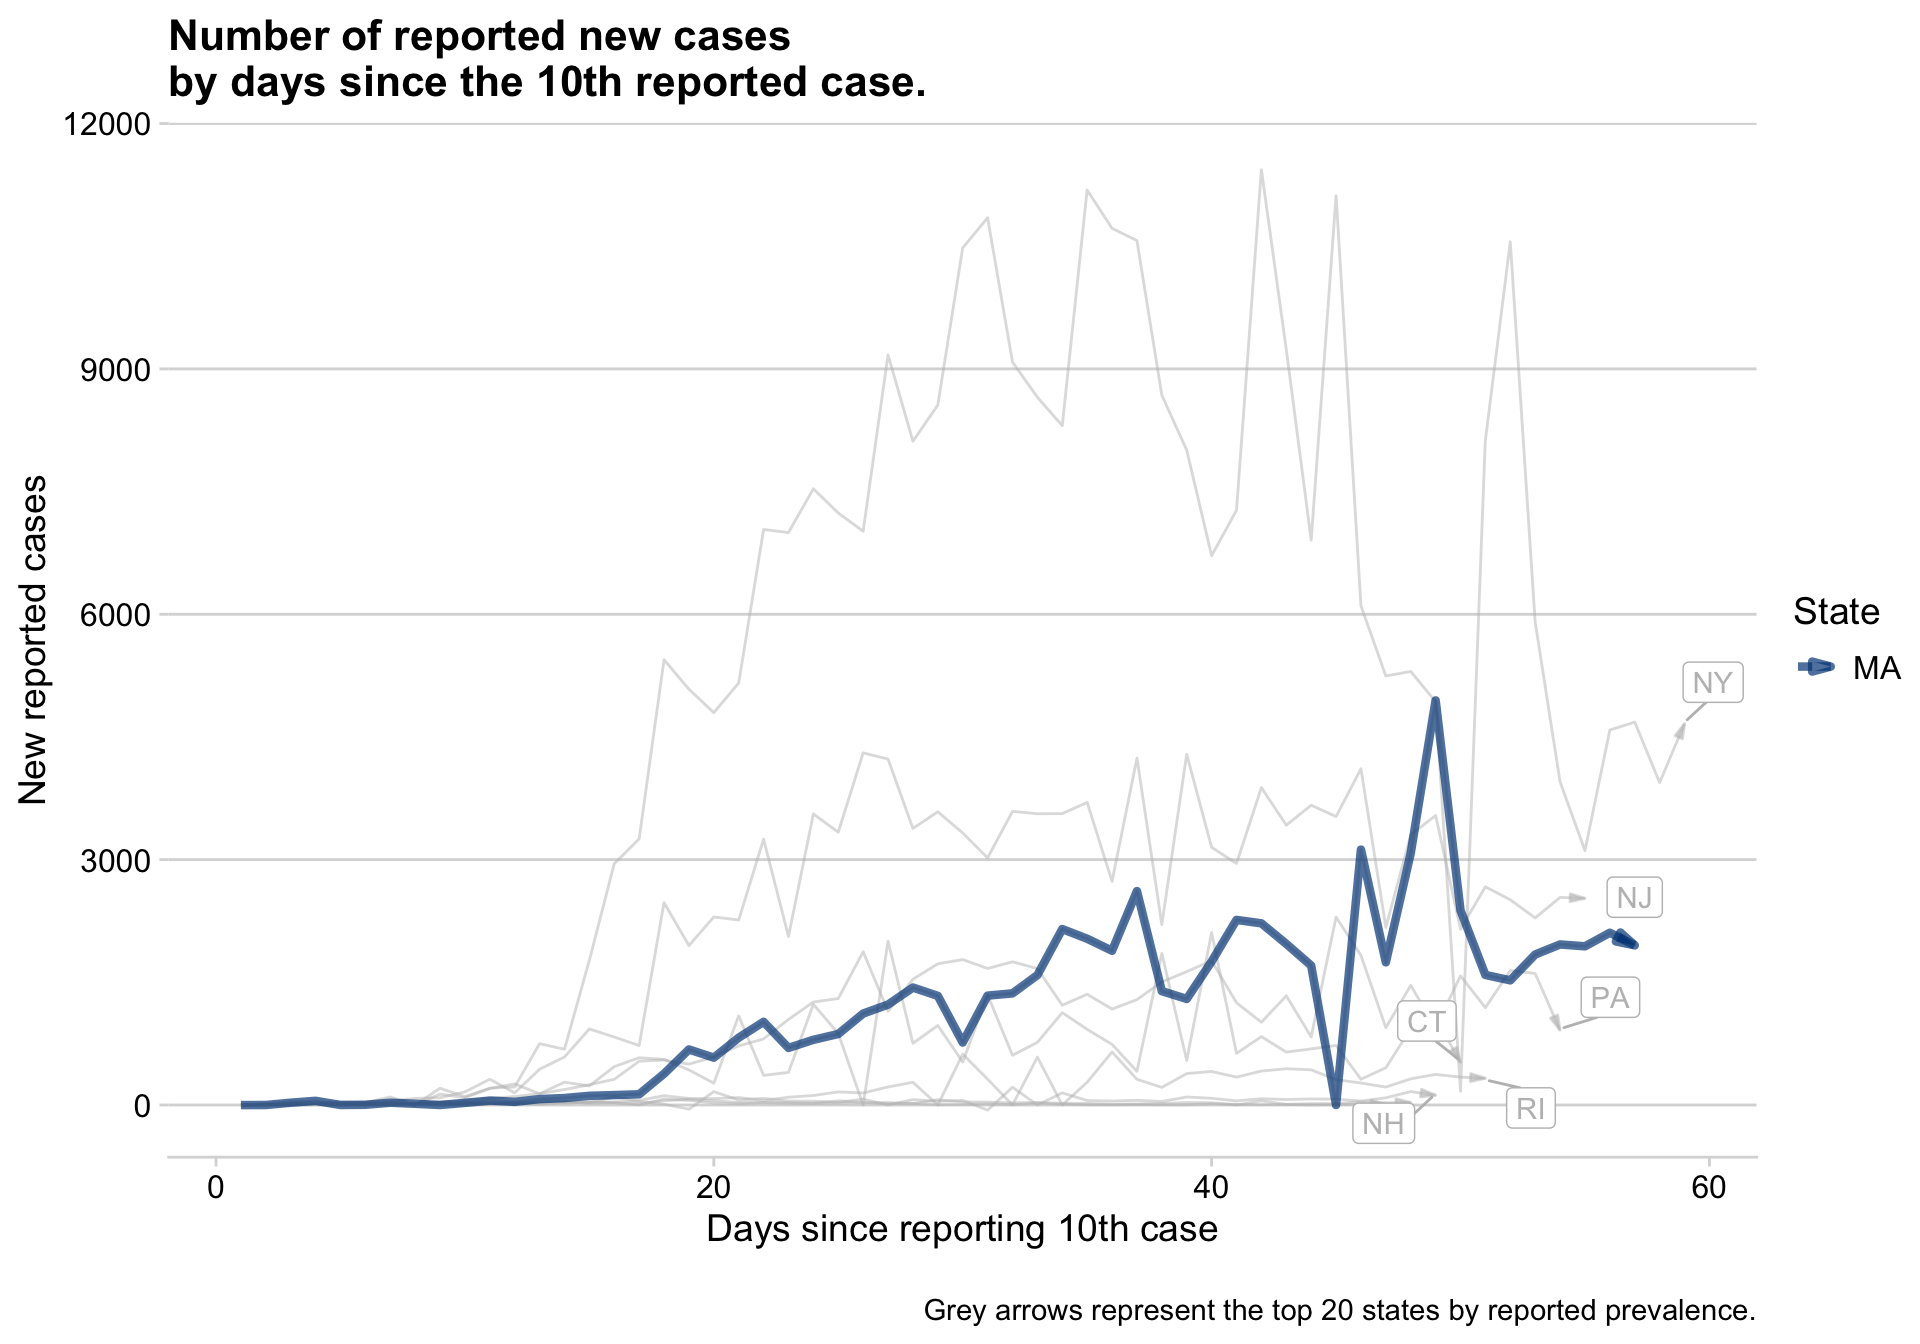 Number of reported new cases
by days since the 10th reported case.
12000
9000
6000
3000
0
New reported cases
State
MA
NY
NJ
PA
CT
RI
NH
0 20 40 60
Days since reporting 10th case
Grey arrows represent the top 20 states by reported prevalence.